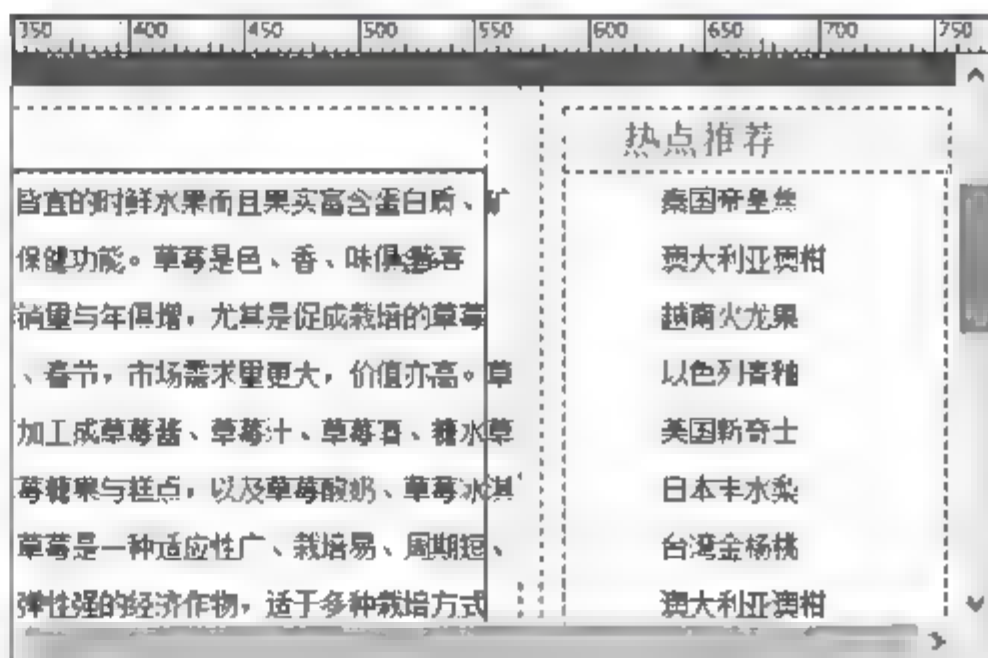 350 400 450 500 550 600 650 700 750
热点推荐
皆宜的时鲜水果而且果实富含蛋白质、矿
保健功能。草莓是色、香、味俱
销量与年俱增，尤其是促成栽培的草莓
、春节，市场需求量更大，价值亦高。草
加工成草莓酱、草莓汁、草莓酒、糖水草
莓糖果与糕点，以及草莓酸奶、草莓冰淇
草莓是一种适应性广、栽培易、周期短、
弹性强的经济作物，适于多种栽培方式
泰国帝皇蕉
澳大利亚澳柑
越南火龙果
以色列青柚
美国新奇士
日本丰水梨
台湾金杨桃
澳大利亚澳柑